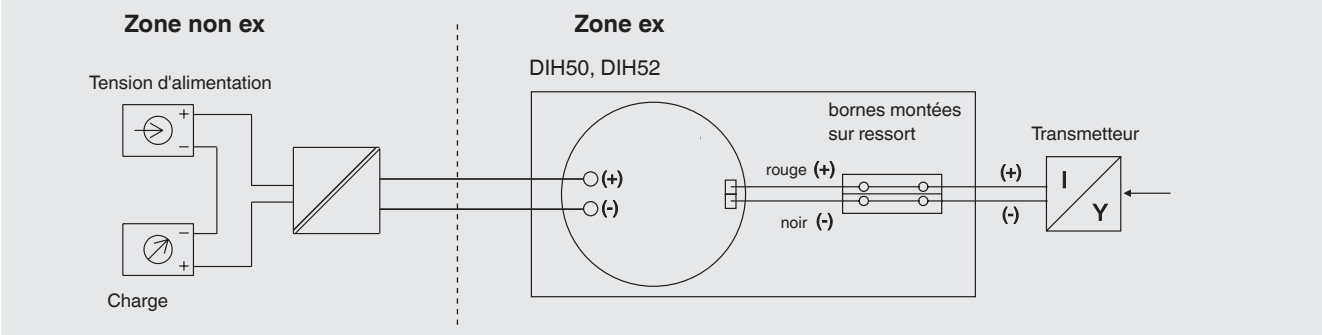 Zone non ex
Zone ex
DIH50, DIH52
Tension d'alimentation
+
−
−
+
Charge
(+)
(-)
bornes montées
sur ressort
rouge (+)
noir (-)
Transmetteur
(+)
(-)
I
Y